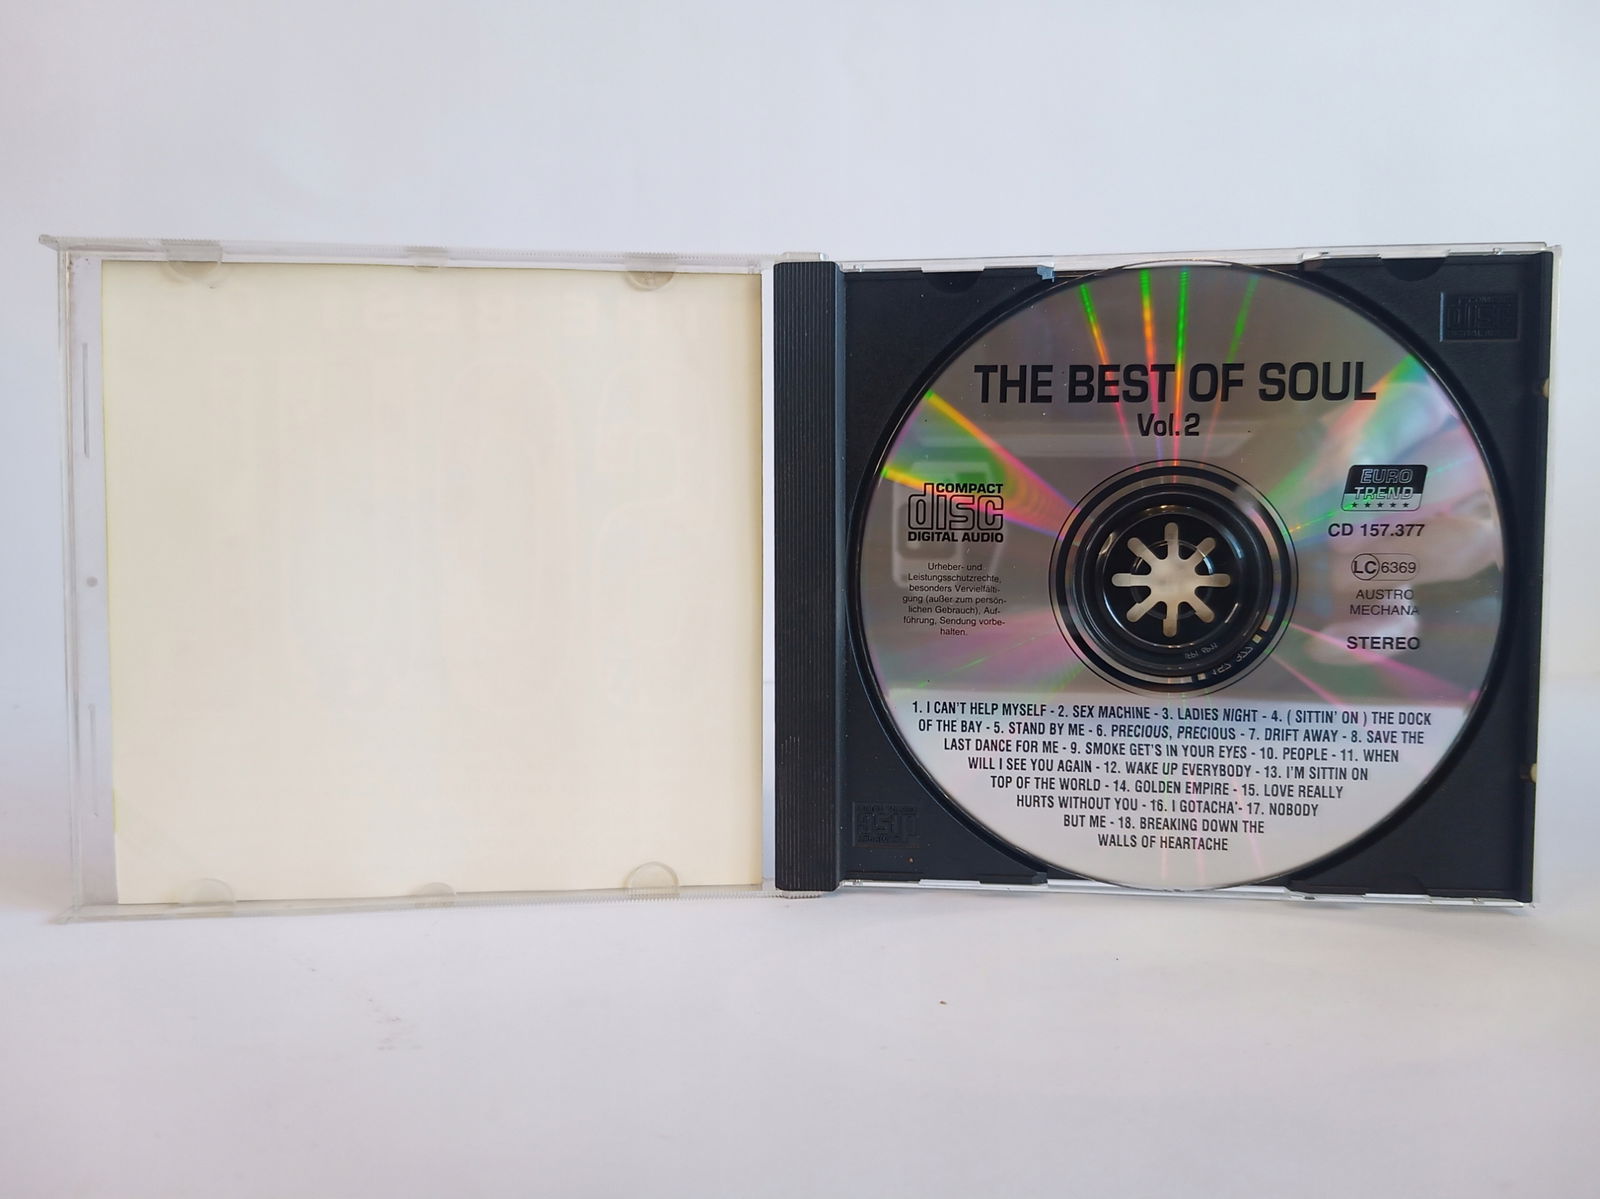 THE BEST OF SOUL
Vol. 2
COMPACT
disc
DIGITAL AUDIO
Urheber- und
Leistungsschutzrechte,
besonders Vervielfälti-
gung (außer zum persön-
lichen Gebrauch), Auf-
führung, Sendung vorbe-
halten.
EURO
TREND
CD 157.377
LC 6369
AUSTRO
MECHANA
STEREO
1. I CAN'T HELP MYSELF - 2. SEX MACHINE - 3. LADIES NIGHT - 4. ( SITTIN' ON ) THE DOCK
OF THE BAY - 5. STAND BY ME - 6. PRECIOUS, PRECIOUS - 7. DRIFT AWAY - 8. SAVE THE
LAST DANCE FOR ME - 9. SMOKE GET'S IN YOUR EYES - 10. PEOPLE - 11. WHEN
WILL I SEE YOU AGAIN - 12. WAKE UP EVERYBODY - 13. I'M SITTIN ON
TOP OF THE WORLD - 14. GOLDEN EMPIRE - 15. LOVE REALLY
HURTS WITHOUT YOU - 16. I GOTACHA'- 17. NOBODY
BUT ME - 18. BREAKING DOWN THE
WALLS OF HEARTACHE
COMPACT
disc
DIGITAL AUDIO